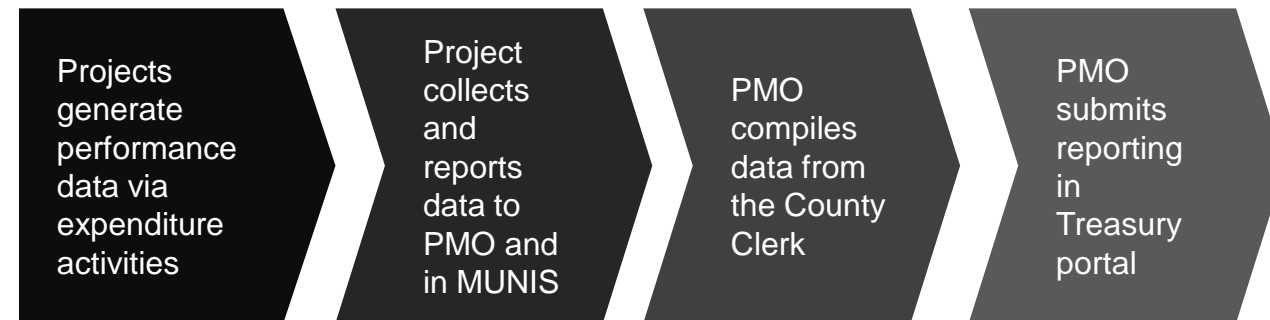 Projects
generate
performance
data via
expenditure
activities
Project
collects
and
reports
data to
PMO and
in MUNIS
PMO
compiles
data from
the County
Clerk
PMO
submits
reporting
in
Treasury
portal